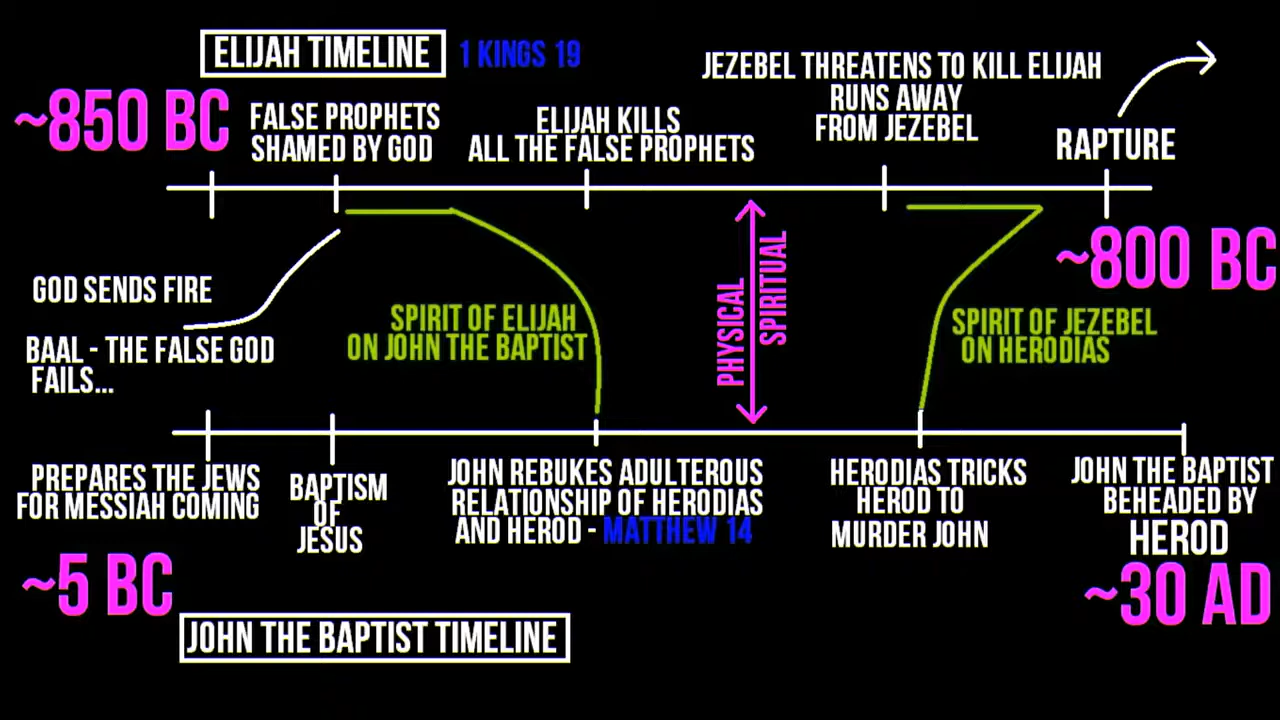 ELIJAH TIMELINE 1 KINGS 19
~850 BC
FALSE PROPHETS
SHAMED BY GOD
ELIJAH KILLS
ALL THE FALSE PROPHETS
JEZEBEL THREATENS TO KILL ELIJAH
RUNS AWAY
FROM JEZEBEL
RAPTURE
~800 BC
GOD SENDS FIRE
BAAL - THE FALSE GOD
FAILS...
SPIRIT OF ELIJAH
ON JOHN THE BAPTIST
PHYSICAL
SPIRITUAL
SPIRIT OF JEZEBEL
ON HERODIAS
PREPARES THE JEWS
FOR MESSIAH COMING
BAPTISM
OF
JESUS
JOHN REBUKES ADULTEROUS
RELATIONSHIP OF HERODIAS
AND HEROD - MATTHEW 14
HERODIAS TRICKS
HEROD TO
MURDER JOHN
JOHN THE BAPTIST
BEHEADED BY
HEROD
~5 BC
~30 AD
JOHN THE BAPTIST TIMELINE